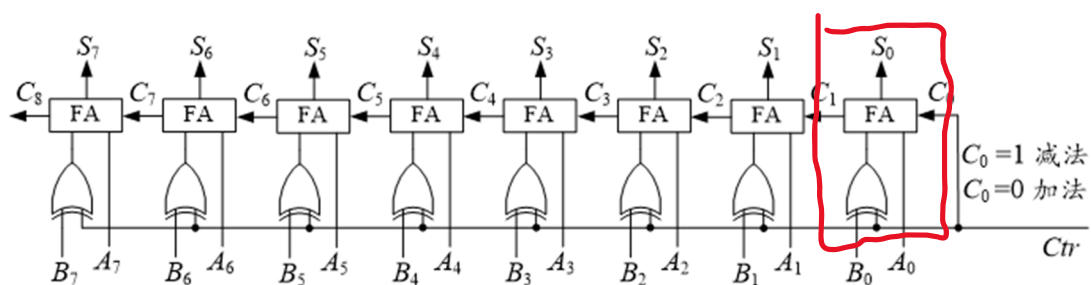 S7 S6 S5 S4 S3 S2 S1 S0
C8 C7 C6 C5 C4 C3 C2 C1
FA FA FA FA FA FA FA FA
C0 =1 减法
C0 =0 加法
Ctr
B7 A7 B6 A6 B5 A5 B4 A4 B3 A3 B2 A2 B1 A1 B0 A0